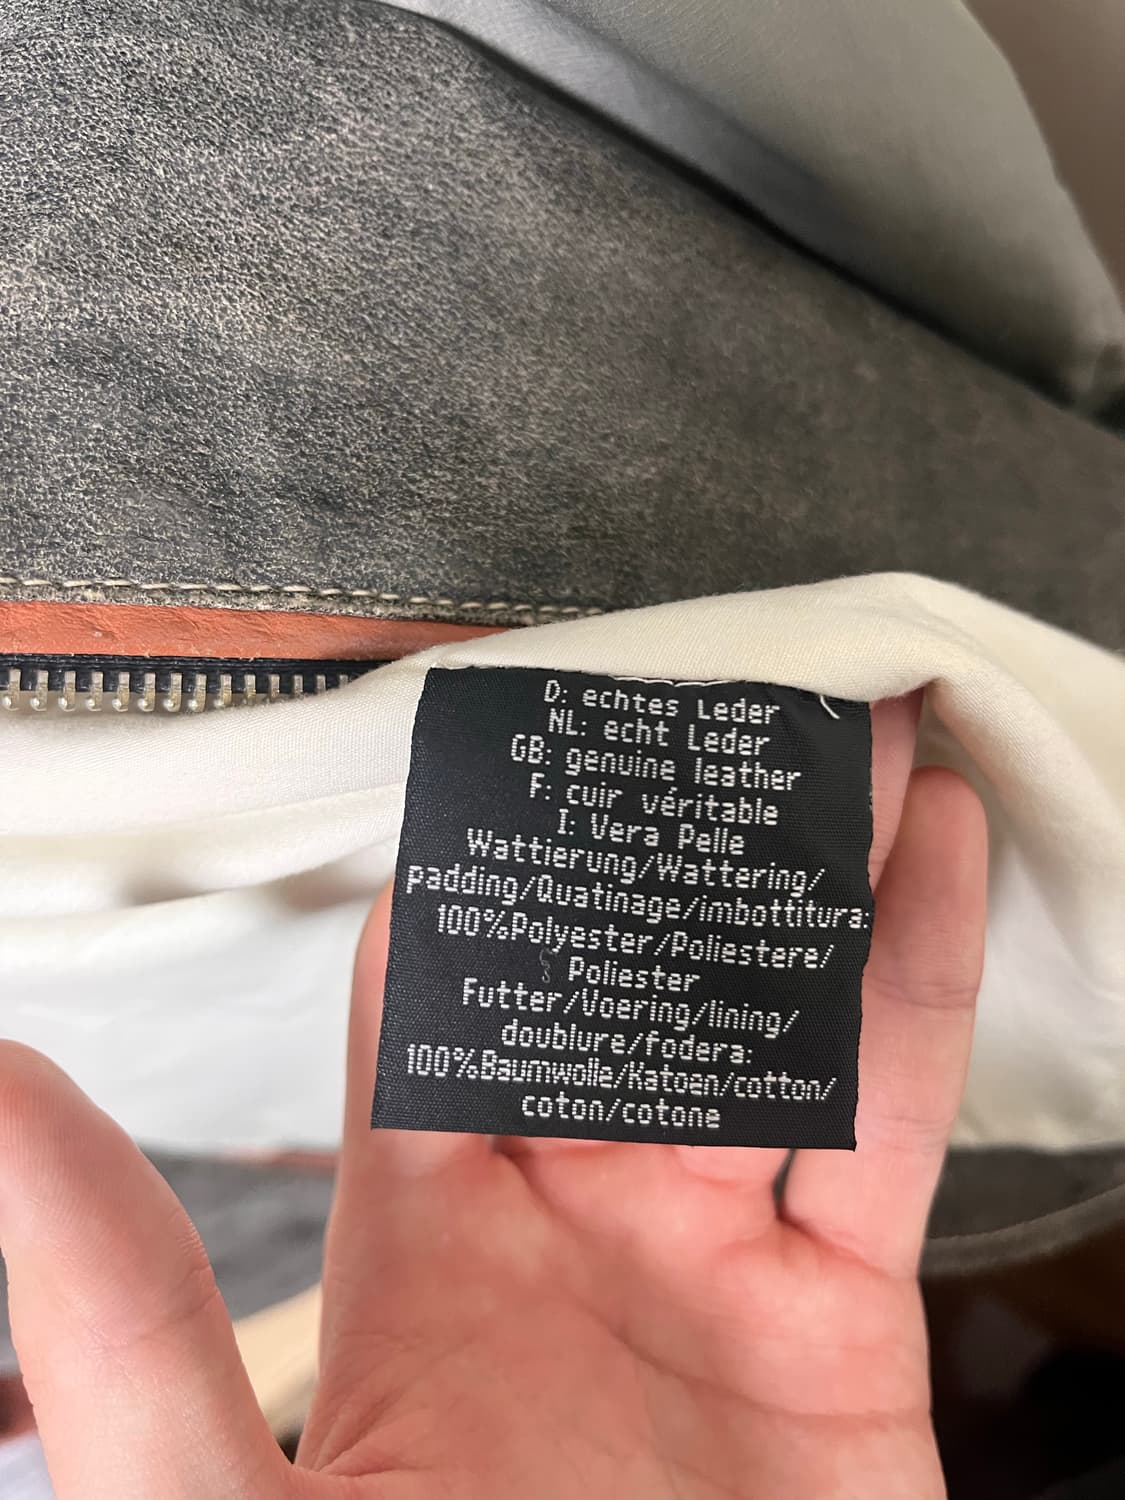 D: echtes Leder
NL: echt Leder
GB: genuine leather
F: cuir véritable
I: Vera Pelle
Wattierung/Wattering/
padding/Quatinage/imbottitura:
100%Polyester/Poliestere/
Poliester
Futter/Voering/lining/
doublure/fodera:
100%Baumwolle/Katoen/cotton/
coton/cotone